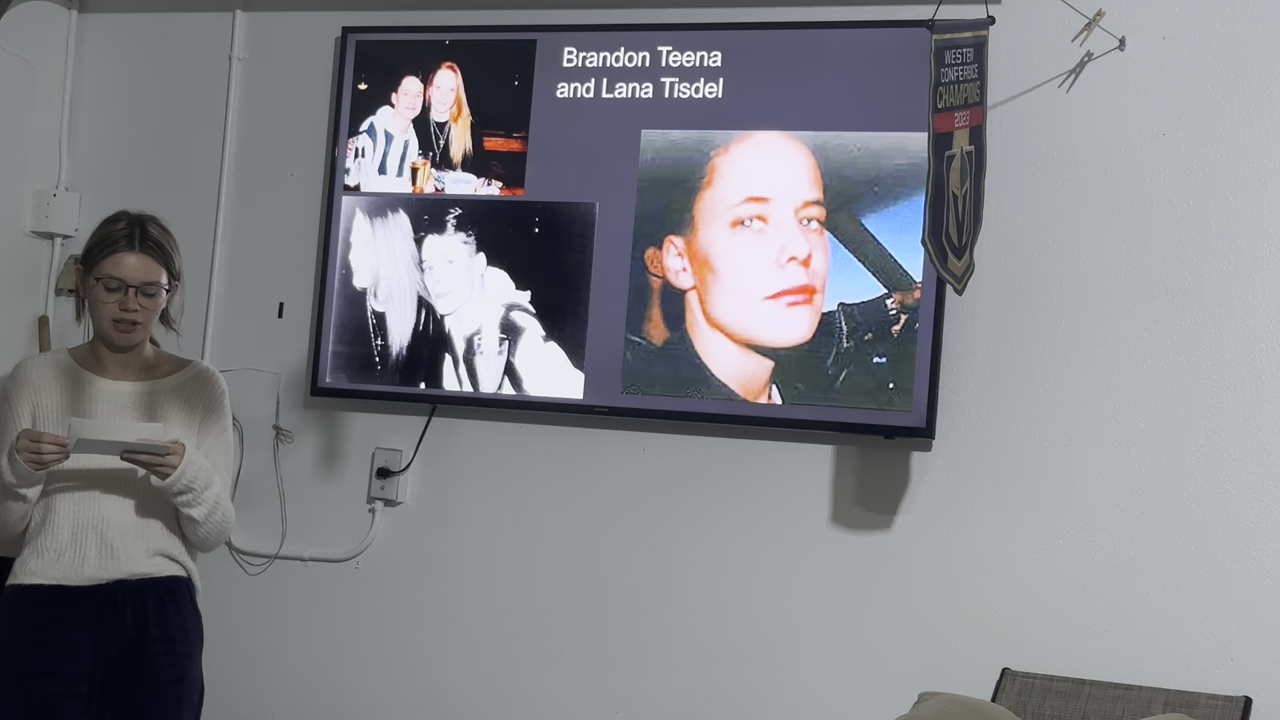 Brandon Teena
and Lana Tisdel
WESTERN
CONFERENCE
CHAMPIONS
2023